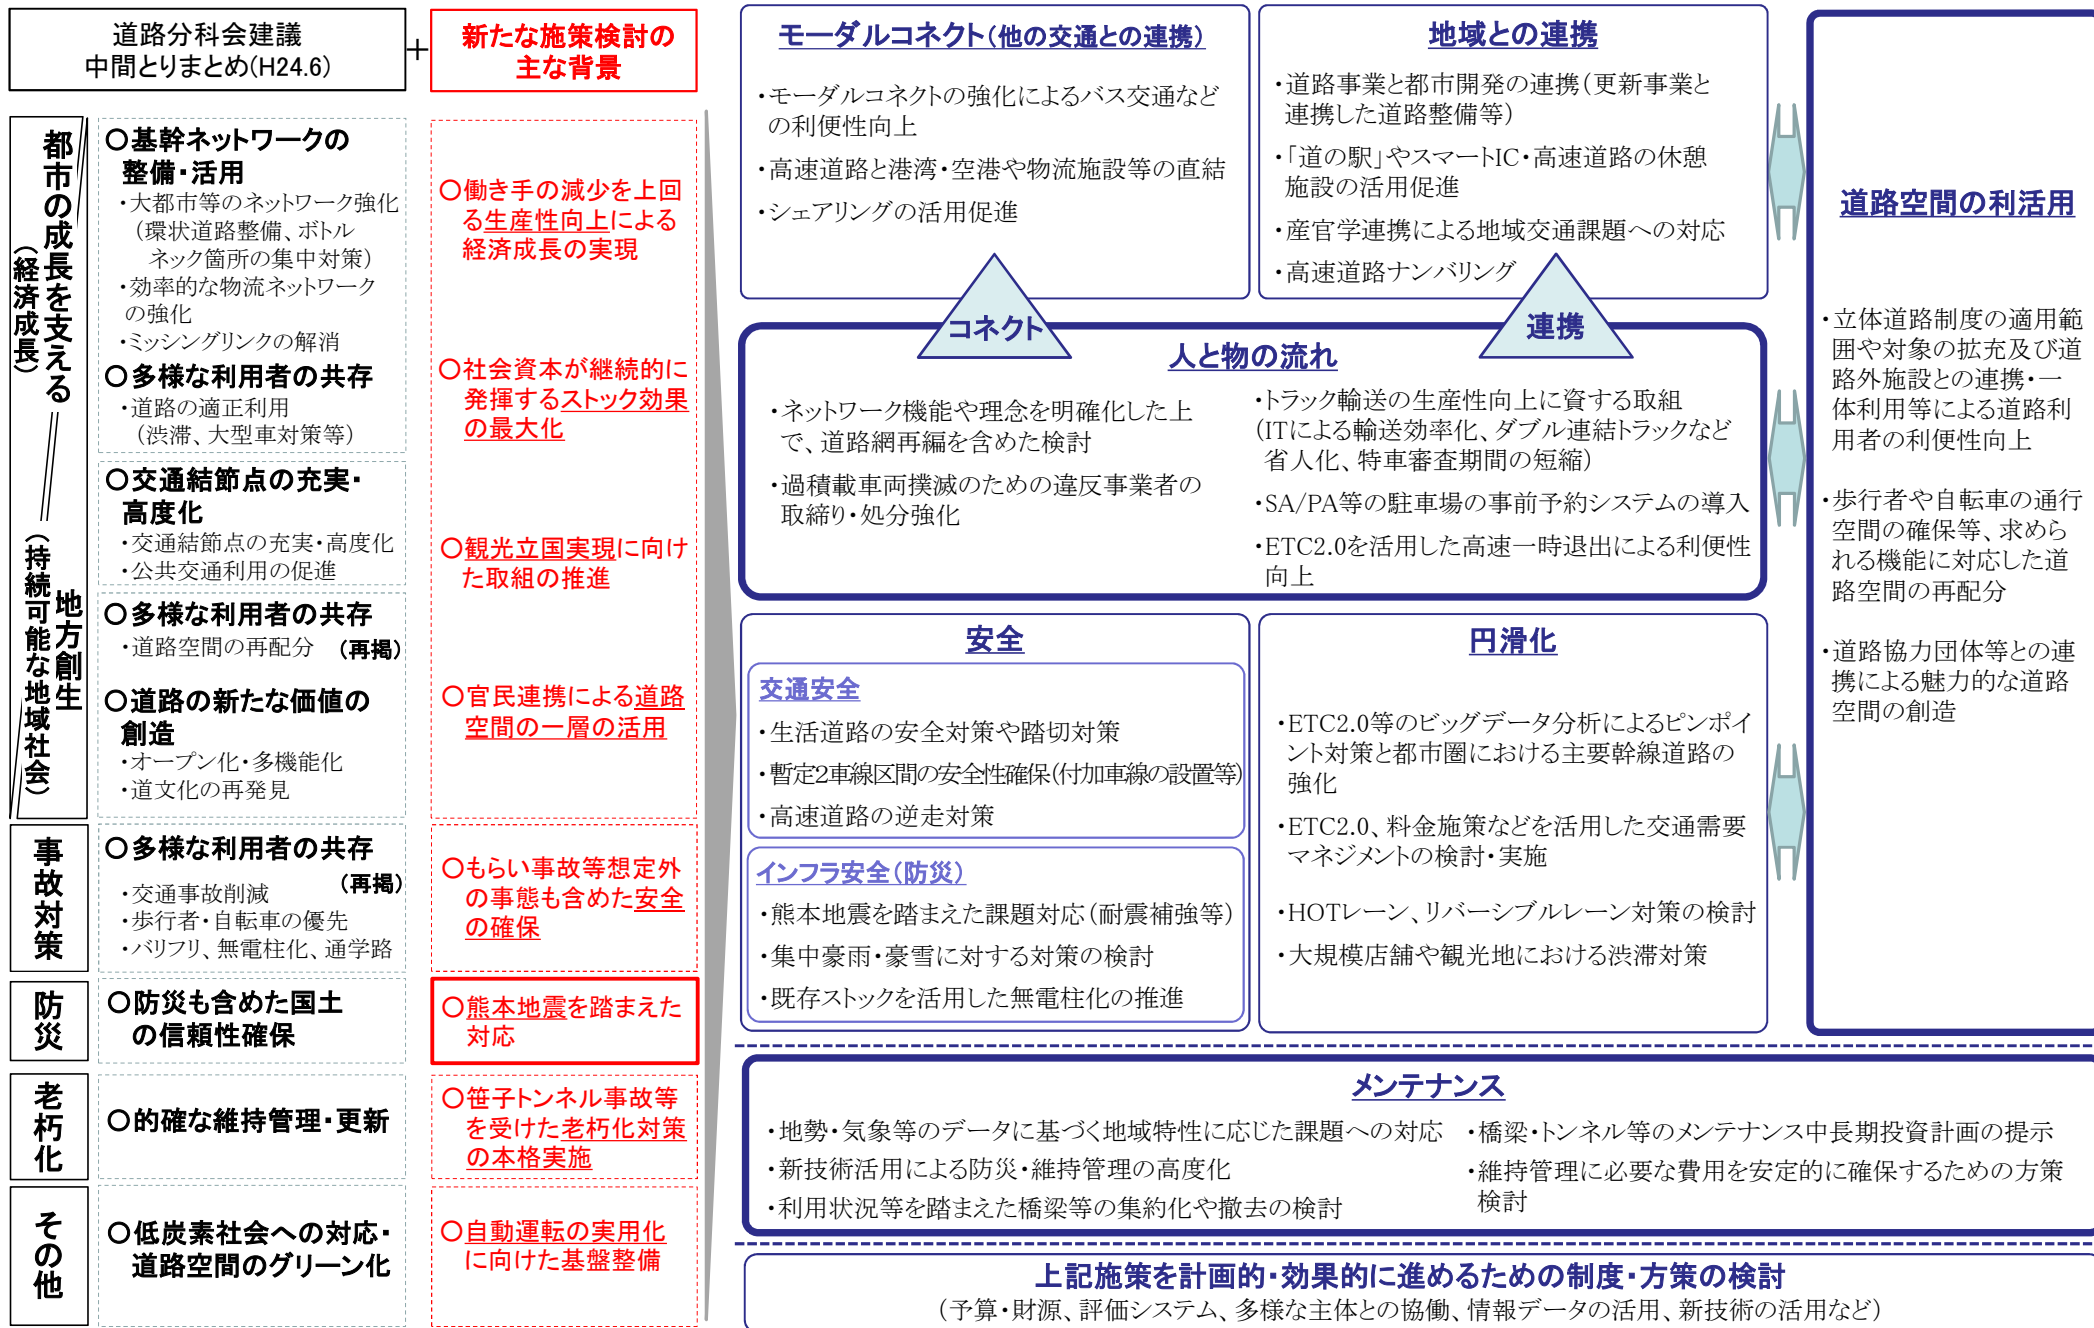 道路分科会建議
中間とりまとめ(H24.6)
+
新たな施策検討の
主な背景
都市の成長を支える
(経済成長)
地方創生
(持続可能な地域社会)
○基幹ネットワークの
整備・活用
・大都市等のネットワーク強化
(環状道路整備、ボトル
ネック箇所の集中対策)
・効率的な物流ネットワーク
の強化
・ミッシングリンクの解消
○多様な利用者の共存
・道路の適正利用
(渋滞、大型車対策等)
○交通結節点の充実・
高度化
・交通結節点の充実・高度化
・公共交通利用の促進
○多様な利用者の共存
・道路空間の再配分 (再掲)
○道路の新たな価値の
創造
・オープン化・多機能化
・道文化の再発見
事故対策
○多様な利用者の共存
(再掲)
・交通事故削減
・歩行者・自転車の優先
・バリフリ、無電柱化、通学路
防災
○防災も含めた国土
の信頼性確保
老朽化
○的確な維持管理・更新
その他
○低炭素社会への対応・
道路空間のグリーン化
○働き手の減少を上回
る生産性向上による
経済成長の実現
○社会資本が継続的に
発揮するストック効果
の最大化
○観光立国実現に向け
た取組の推進
○官民連携による道路
空間の一層の活用
○もらい事故等想定外
の事態も含めた安全
の確保
○熊本地震を踏まえた
対応
○笹子トンネル事故等
を受けた老朽化対策
の本格実施
○自動運転の実用化
に向けた基盤整備
モーダルコネクト(他の交通との連携)
・モーダルコネクトの強化によるバス交通など
の利便性向上
・高速道路と港湾・空港や物流施設等の直結
・シェアリングの活用促進
地域との連携
・道路事業と都市開発の連携(更新事業と
連携した道路整備等)
・「道の駅」やスマートIC・高速道路の休憩
施設の活用促進
・産官学連携による地域交通課題への対応
・高速道路ナンバリング
コネクト
連携
人と物の流れ
・ネットワーク機能や理念を明確化した上
で、道路網再編を含めた検討
・過積載車両撲滅のための違反事業者の
取締り・処分強化
・トラック輸送の生産性向上に資する取組
(ITによる輸送効率化、ダブル連結トラックなど
省人化、特車審査期間の短縮)
・SA/PA等の駐車場の事前予約システムの導入
・ETC2.0を活用した高速一時退出による利便性
向上
安全
交通安全
・生活道路の安全対策や踏切対策
・暫定2車線区間の安全性確保(付加車線の設置等)
・高速道路の逆走対策
インフラ安全(防災)
・熊本地震を踏まえた課題対応(耐震補強等)
・集中豪雨・豪雪に対する対策の検討
・既存ストックを活用した無電柱化の推進
円滑化
・ETC2.0等のビッグデータ分析によるピンポイ
ント対策と都市圏における主要幹線道路の
強化
・ETC2.0、料金施策などを活用した交通需要
マネジメントの検討・実施
・HOTレーン、リバーシブルレーン対策の検討
・大規模店舗や観光地における渋滞対策
道路空間の利活用
・立体道路制度の適用範
囲や対象の拡充及び道
路外施設との連携・一
体利用等による道路利
用者の利便性向上
・歩行者や自転車の通行
空間の確保等、求めら
れる機能に対応した道
路空間の再配分
・道路協力団体等との連
携による魅力的な道路
空間の創造
メンテナンス
・地勢・気象等のデータに基づく地域特性に応じた課題への対応
・新技術活用による防災・維持管理の高度化
・利用状況等を踏まえた橋梁等の集約化や撤去の検討
・橋梁・トンネル等のメンテナンス中長期投資計画の提示
・維持管理に必要な費用を安定的に確保するための方策
検討
上記施策を計画的・効果的に進めるための制度・方策の検討
(予算・財源、評価システム、多様な主体との協働、情報データの活用、新技術の活用など)